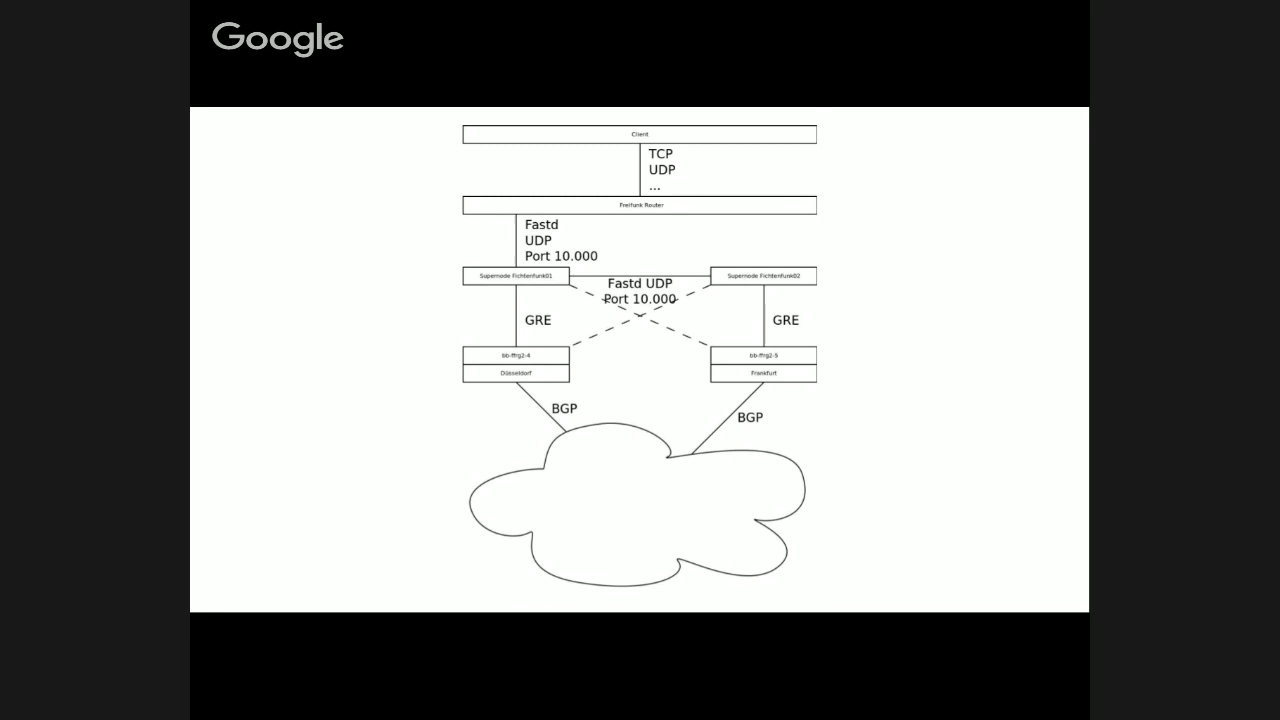 Google
Client
TCP
UDP
...
Freifunk Router
Fastd
UDP
Port 10.000
Supernode Fichtenfunk01
Supernode Fichtenfunk02
Fastd UDP
Port 10.000
GRE
GRE
bb-ffrg2-4
bb-ffrg2-5
Düsseldorf
Frankfurt
BGP
BGP